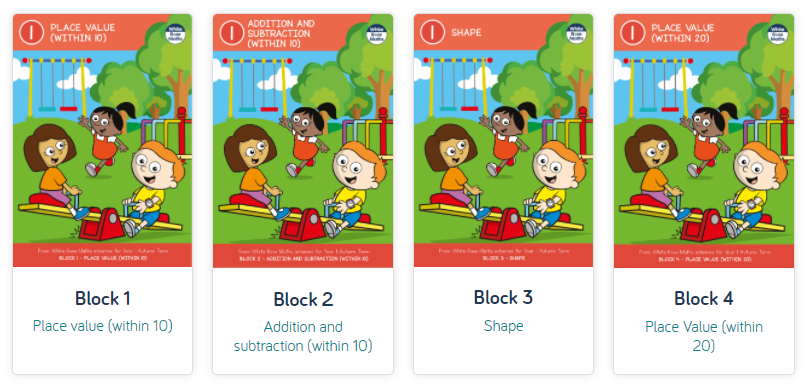 1 PLACE VALUE
(WITHIN 10)
White
Rose
Maths
From White Rose Maths schemes for Year 1 Autumn Term
BLOCK 1 - PLACE VALUE (WITHIN 10)
Block 1
Place value (within 10)
1 ADDITION AND
SUBTRACTION
(WITHIN 10)
White
Rose
Maths
From White Rose Maths schemes for Year 1 Autumn Term
BLOCK 2 - ADDITION AND SUBTRACTION (WITHIN 10)
Block 2
Addition and
subtraction (within 10)
1 SHAPE
White
Rose
Maths
From White Rose Maths schemes for Year 1 Autumn Term
BLOCK 3 - SHAPE
Block 3
Shape
1 PLACE VALUE
(WITHIN 20)
White
Rose
Maths
From White Rose Maths schemes for Year 1 Autumn Term
BLOCK 4 - PLACE VALUE (WITHIN 20)
Block 4
Place Value (within
20)